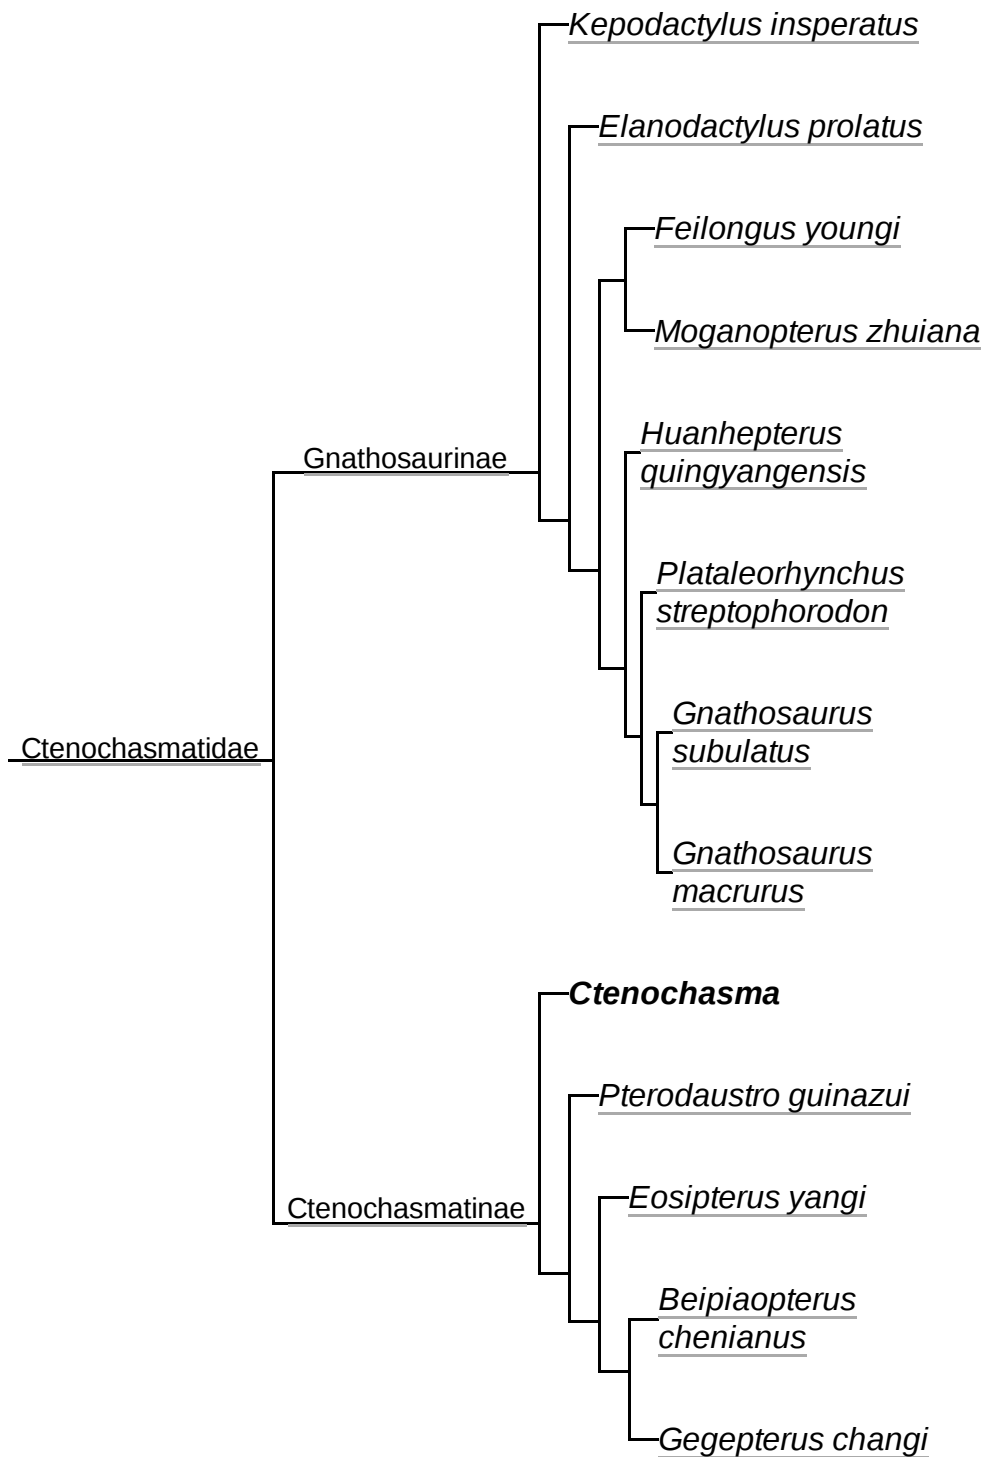 Kepodactylus insperatus
Elanodactylus prolatus
Feilongus youngi
Moganopterus zhuiana
Huanhepterus
quingyangensis
Gnathosaurinae
Plataleorhynchus
streptophorodon
Gnathosaurus
subulatus
Ctenochasmatidae
Gnathosaurus
macrurus
Ctenochasma
Pterodaustro guinazui
Eosipterus yangi
Ctenochasmatinae
Beipiaopterus
chenianus
Gegepterus changi